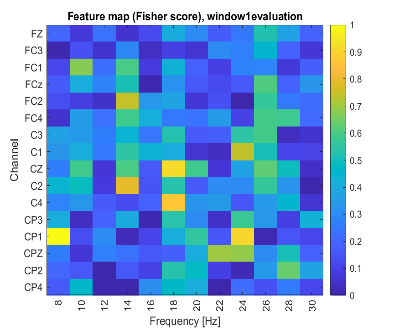 Feature map (Fisher score), window1evaluation
FZ
FC3
FC1
FCz
FC2
FC4
C3
C1
CZ
C2
C4
CP3
CP1
CPZ
CP2
CP4
Channel
8 10 12 14 16 18 20 22 24 26 28 30
Frequency [Hz]
1
0.9
0.8
0.7
0.6
0.5
0.4
0.3
0.2
0.1
0